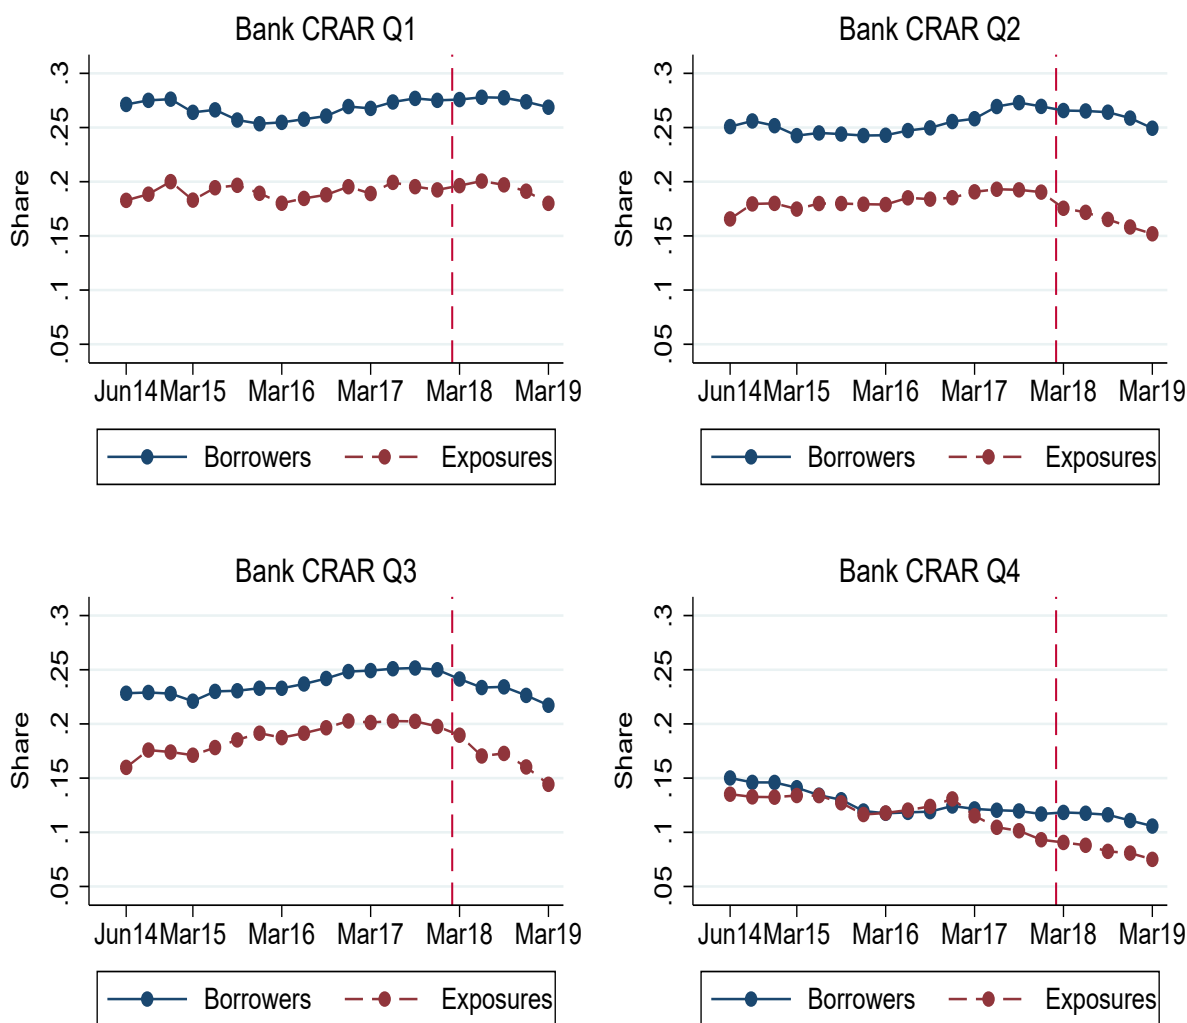 Bank CRAR Q1
Share
.3
.25
.2
.15
.1
.05
Jun14 Mar15 Mar16 Mar17 Mar18 Mar19
Borrowers Exposures
Bank CRAR Q2
Share
.3
.25
.2
.15
.1
.05
Jun14 Mar15 Mar16 Mar17 Mar18 Mar19
Borrowers Exposures
Bank CRAR Q3
Share
.3
.25
.2
.15
.1
.05
Jun14 Mar15 Mar16 Mar17 Mar18 Mar19
Borrowers Exposures
Bank CRAR Q4
Share
.3
.25
.2
.15
.1
.05
Jun14 Mar15 Mar16 Mar17 Mar18 Mar19
Borrowers Exposures